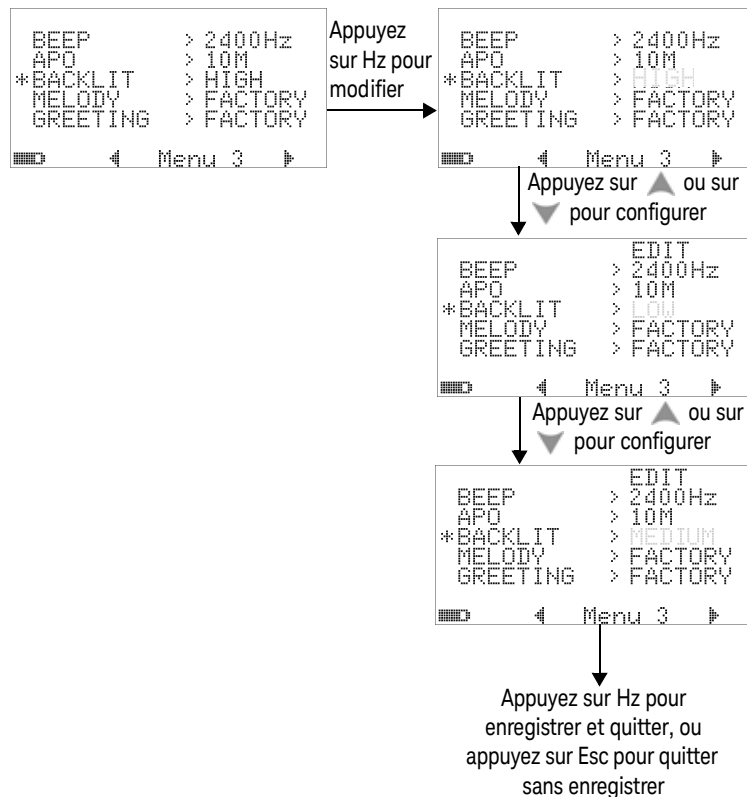 BEEP > 2400Hz
APO > 10M
*BACKLIT > HIGH
MELODY > FACTORY
GREETING > FACTORY
Menu 3
Appuyez
sur Hz pour
modifier
BEEP > 2400Hz
APO > 10M
*BACKLIT > HIGH
MELODY > FACTORY
GREETING > FACTORY
Menu 3
Appuyez sur ou sur
pour configurer
EDIT
BEEP > 2400Hz
APO > 10M
*BACKLIT > LOW
MELODY > FACTORY
GREETING > FACTORY
Menu 3
Appuyez sur ou sur
pour configurer
EDIT
BEEP > 2400Hz
APO > 10M
*BACKLIT > MEDIUM
MELODY > FACTORY
GREETING > FACTORY
Menu 3
Appuyez sur Hz pour
enregistrer et quitter, ou
appuyez sur Esc pour quitter
sans enregistrer